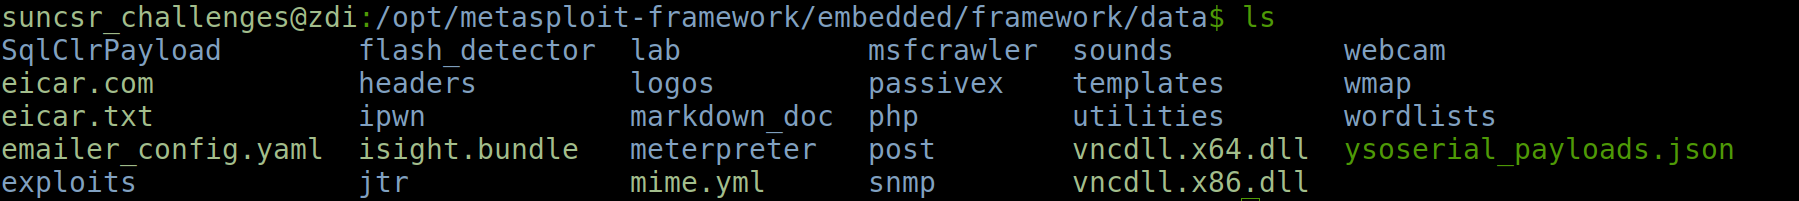 suncsr_challenges@zdi:/opt/metasploit-framework/embedded/framework/data$ ls
SqlClrPayload flash_detector lab msfcrawler sounds webcam
eicar.com headers logos passivex templates wmap
eicar.txt ipwn markdown_doc php utilities wordlists
emailer_config.yaml isight.bundle meterpreter post vncdll.x64.dll ysoserial_payloads.json
exploits jtr mime.yml snmp vncdll.x86.dll